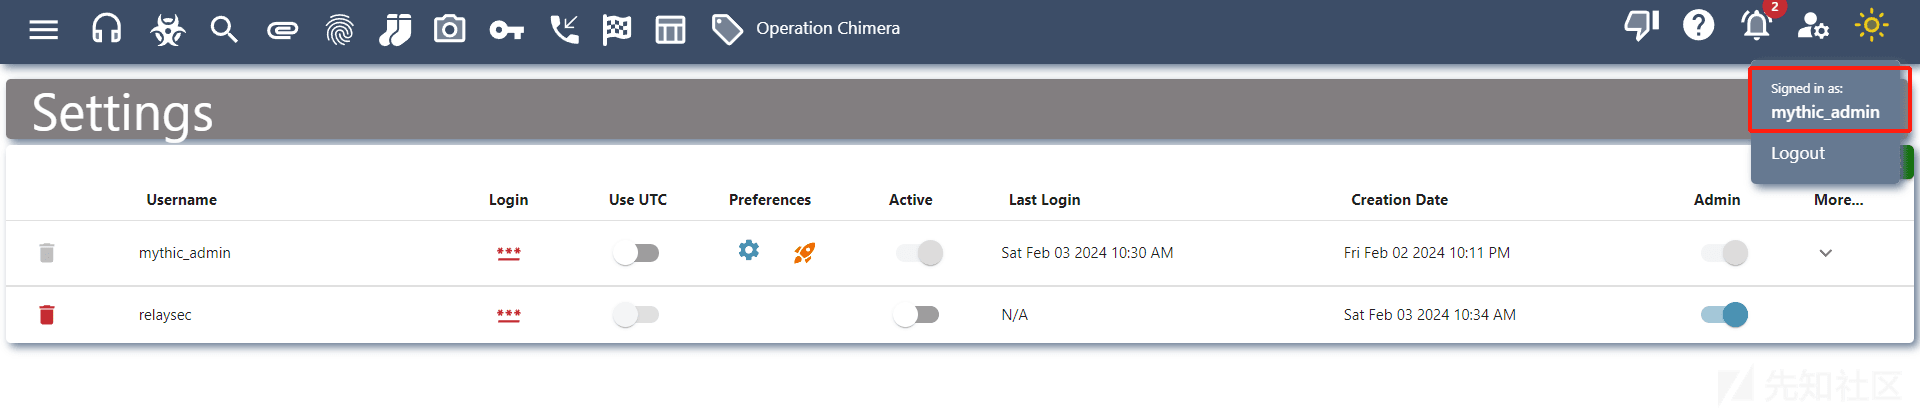 Operation Chimera
2
Settings
Signed in as:
mythic_admin
Logout
Username Login Use UTC Preferences Active Last Login Creation Date Admin More...
mythic_admin *** Sat Feb 03 2024 10:30 AM Fri Feb 02 2024 10:11 PM
relaysec *** N/A Sat Feb 03 2024 10:34 AM
先知社区